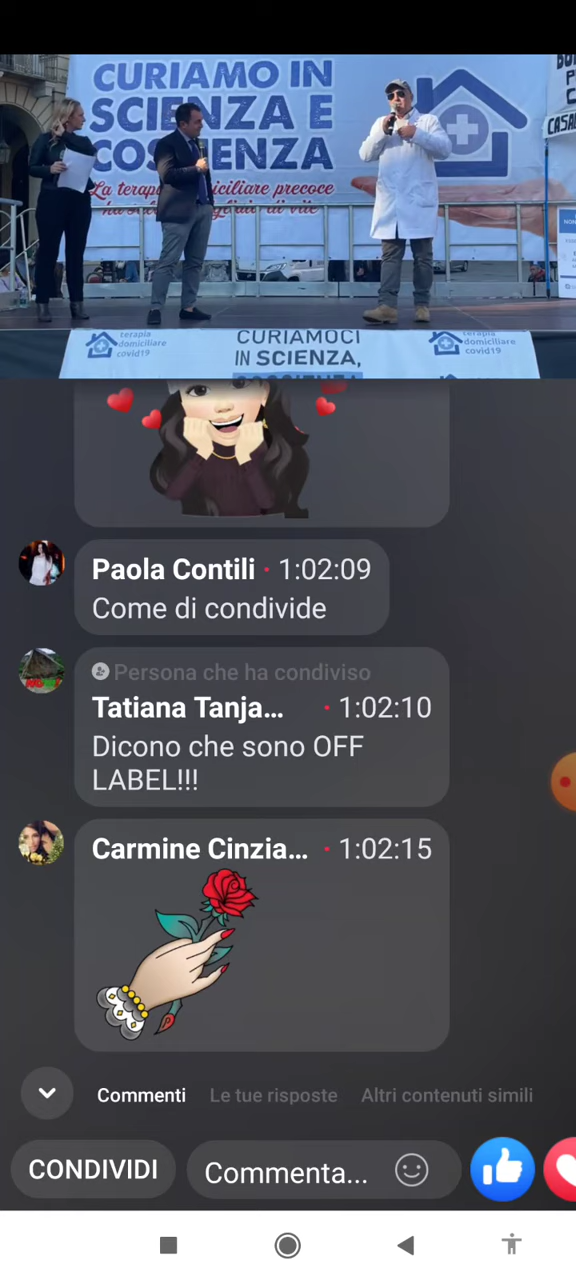 CURIAMO IN
SCIENZA E
COSCIENZA
La terapia domiciliare precoce
CASA
NON
terapia
domiciliare
covid19
CURIAMOCI
IN SCIENZA,
terapia
domiciliare
covid19
Paola Contili · 1:02:09
Come di condivide
Persona che ha condiviso
Tatiana Tanja... · 1:02:10
Dicono che sono OFF
LABEL!!!
Carmine Cinzia... · 1:02:15
Commenti Le tue risposte Altri contenuti simili
CONDIVIDI Commenta...